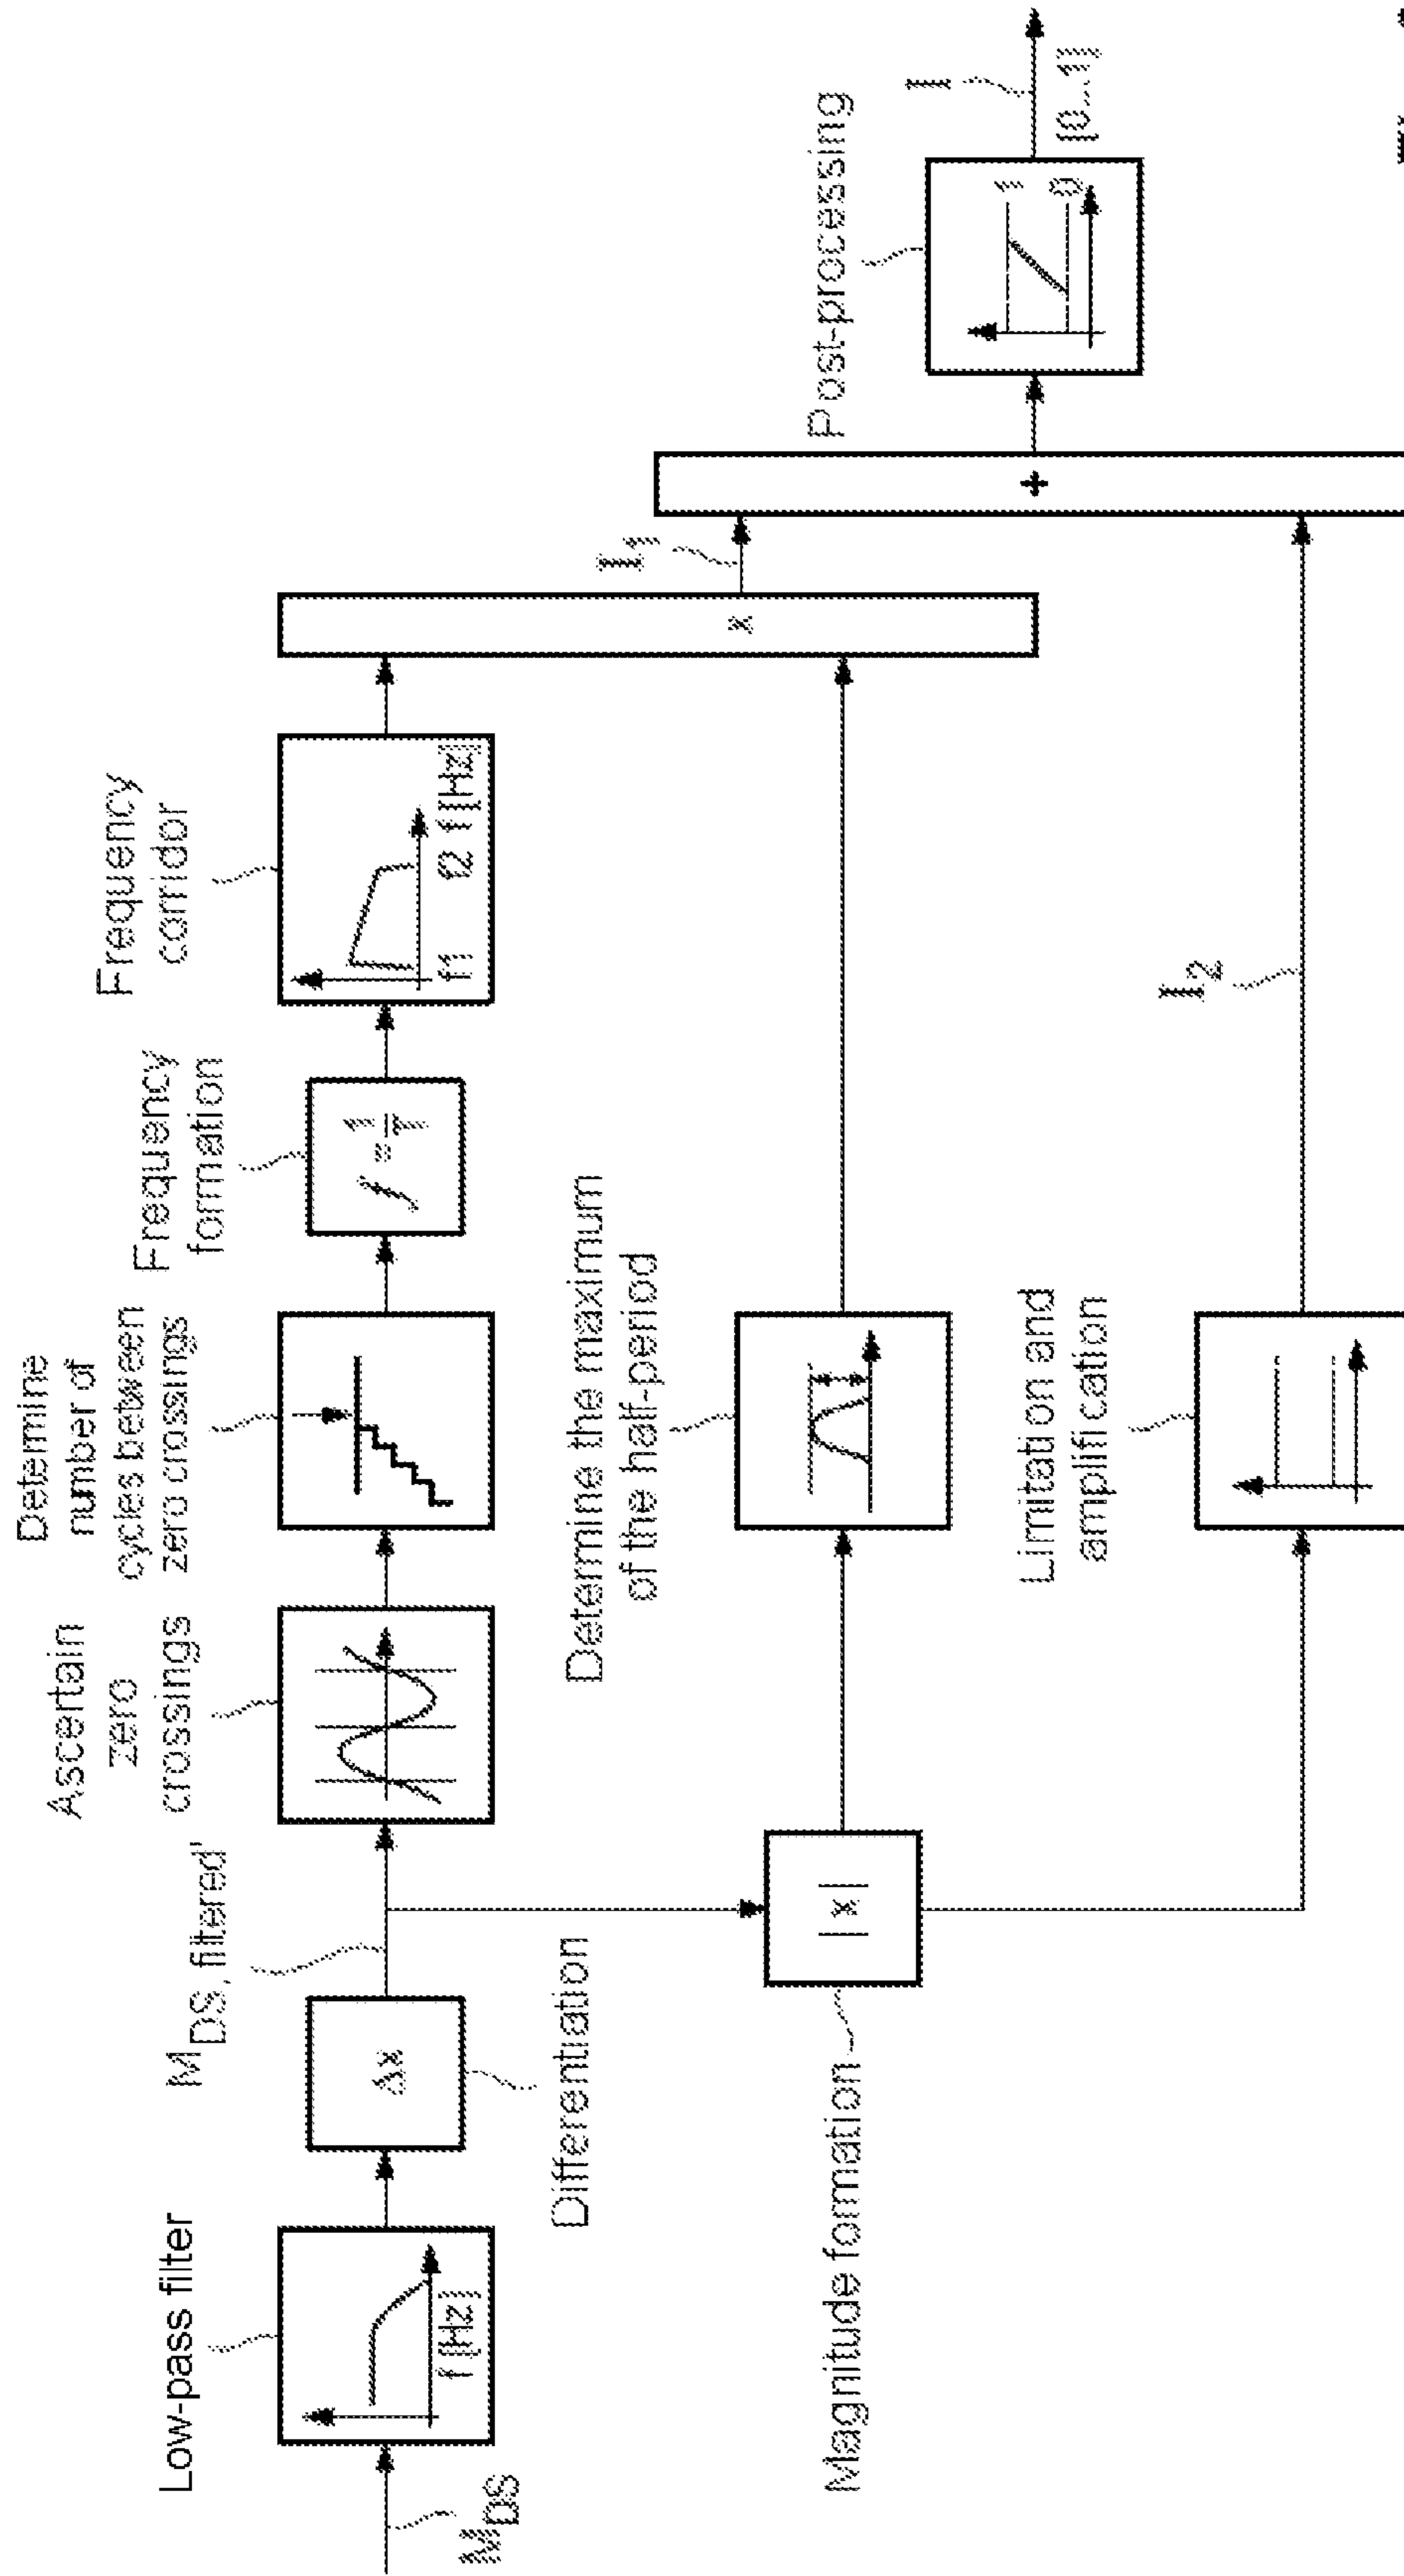 Low-pass filter
f [Hz]
M_DS
Δx
Differentiation
M_DS, filtered'
Ascertain
zero
crossings
Determine
number of
cycles between
zero crossings
Frequency
formation
f = 1/T
Frequency
corridor
f1 f2 f [Hz]
Magnitude formation
|x|
Determine the maximum
of the half-period
Limitation and
amplification
x
I₁
I₂
+
Post-processing
1
0
I
[0...1]